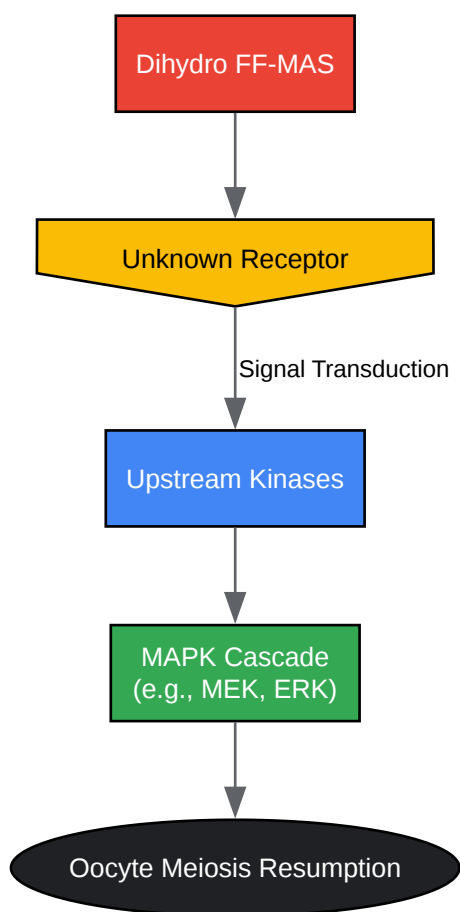 Dihydro FF-MAS
Unknown Receptor
Signal Transduction
Upstream Kinases
MAPK Cascade
(e.g., MEK, ERK)
Oocyte Meiosis Resumption